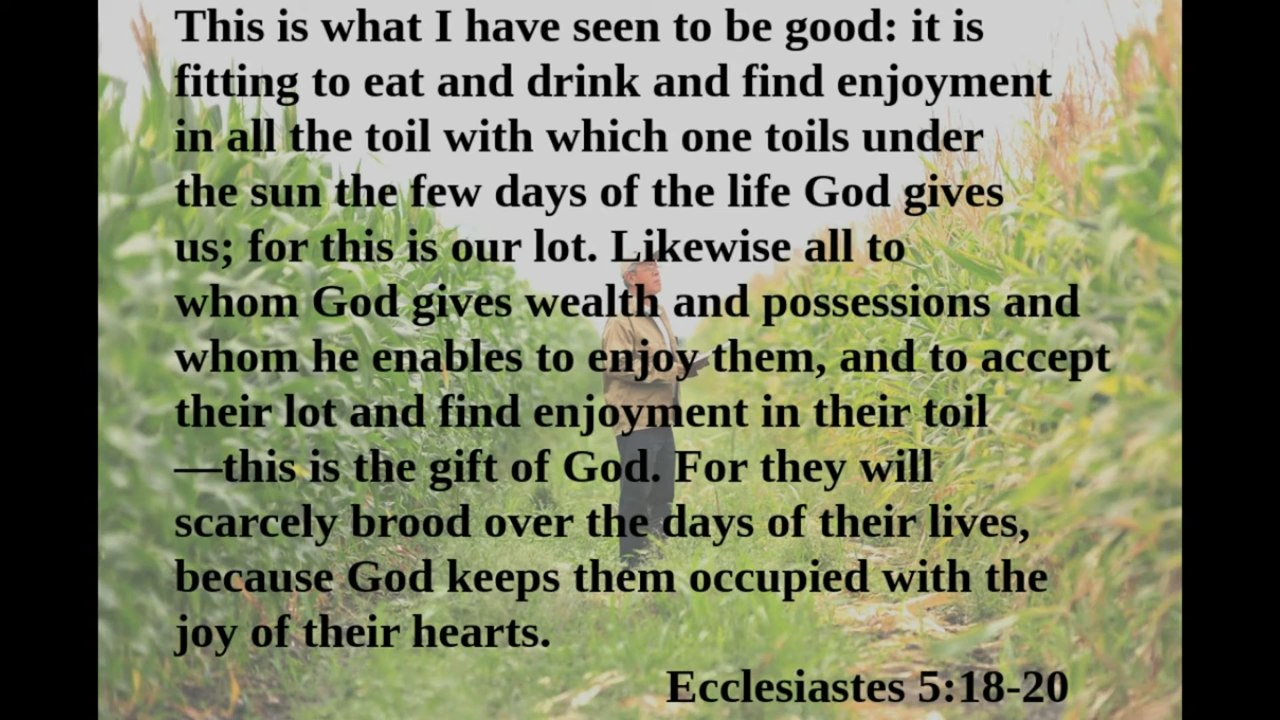 This is what I have seen to be good: it is
fitting to eat and drink and find enjoyment
in all the toil with which one toils under
the sun the few days of the life God gives
us; for this is our lot. Likewise all to
whom God gives wealth and possessions and
whom he enables to enjoy them, and to accept
their lot and find enjoyment in their toil
—this is the gift of God. For they will
scarcely brood over the days of their lives,
because God keeps them occupied with the
joy of their hearts.
Ecclesiastes 5:18-20